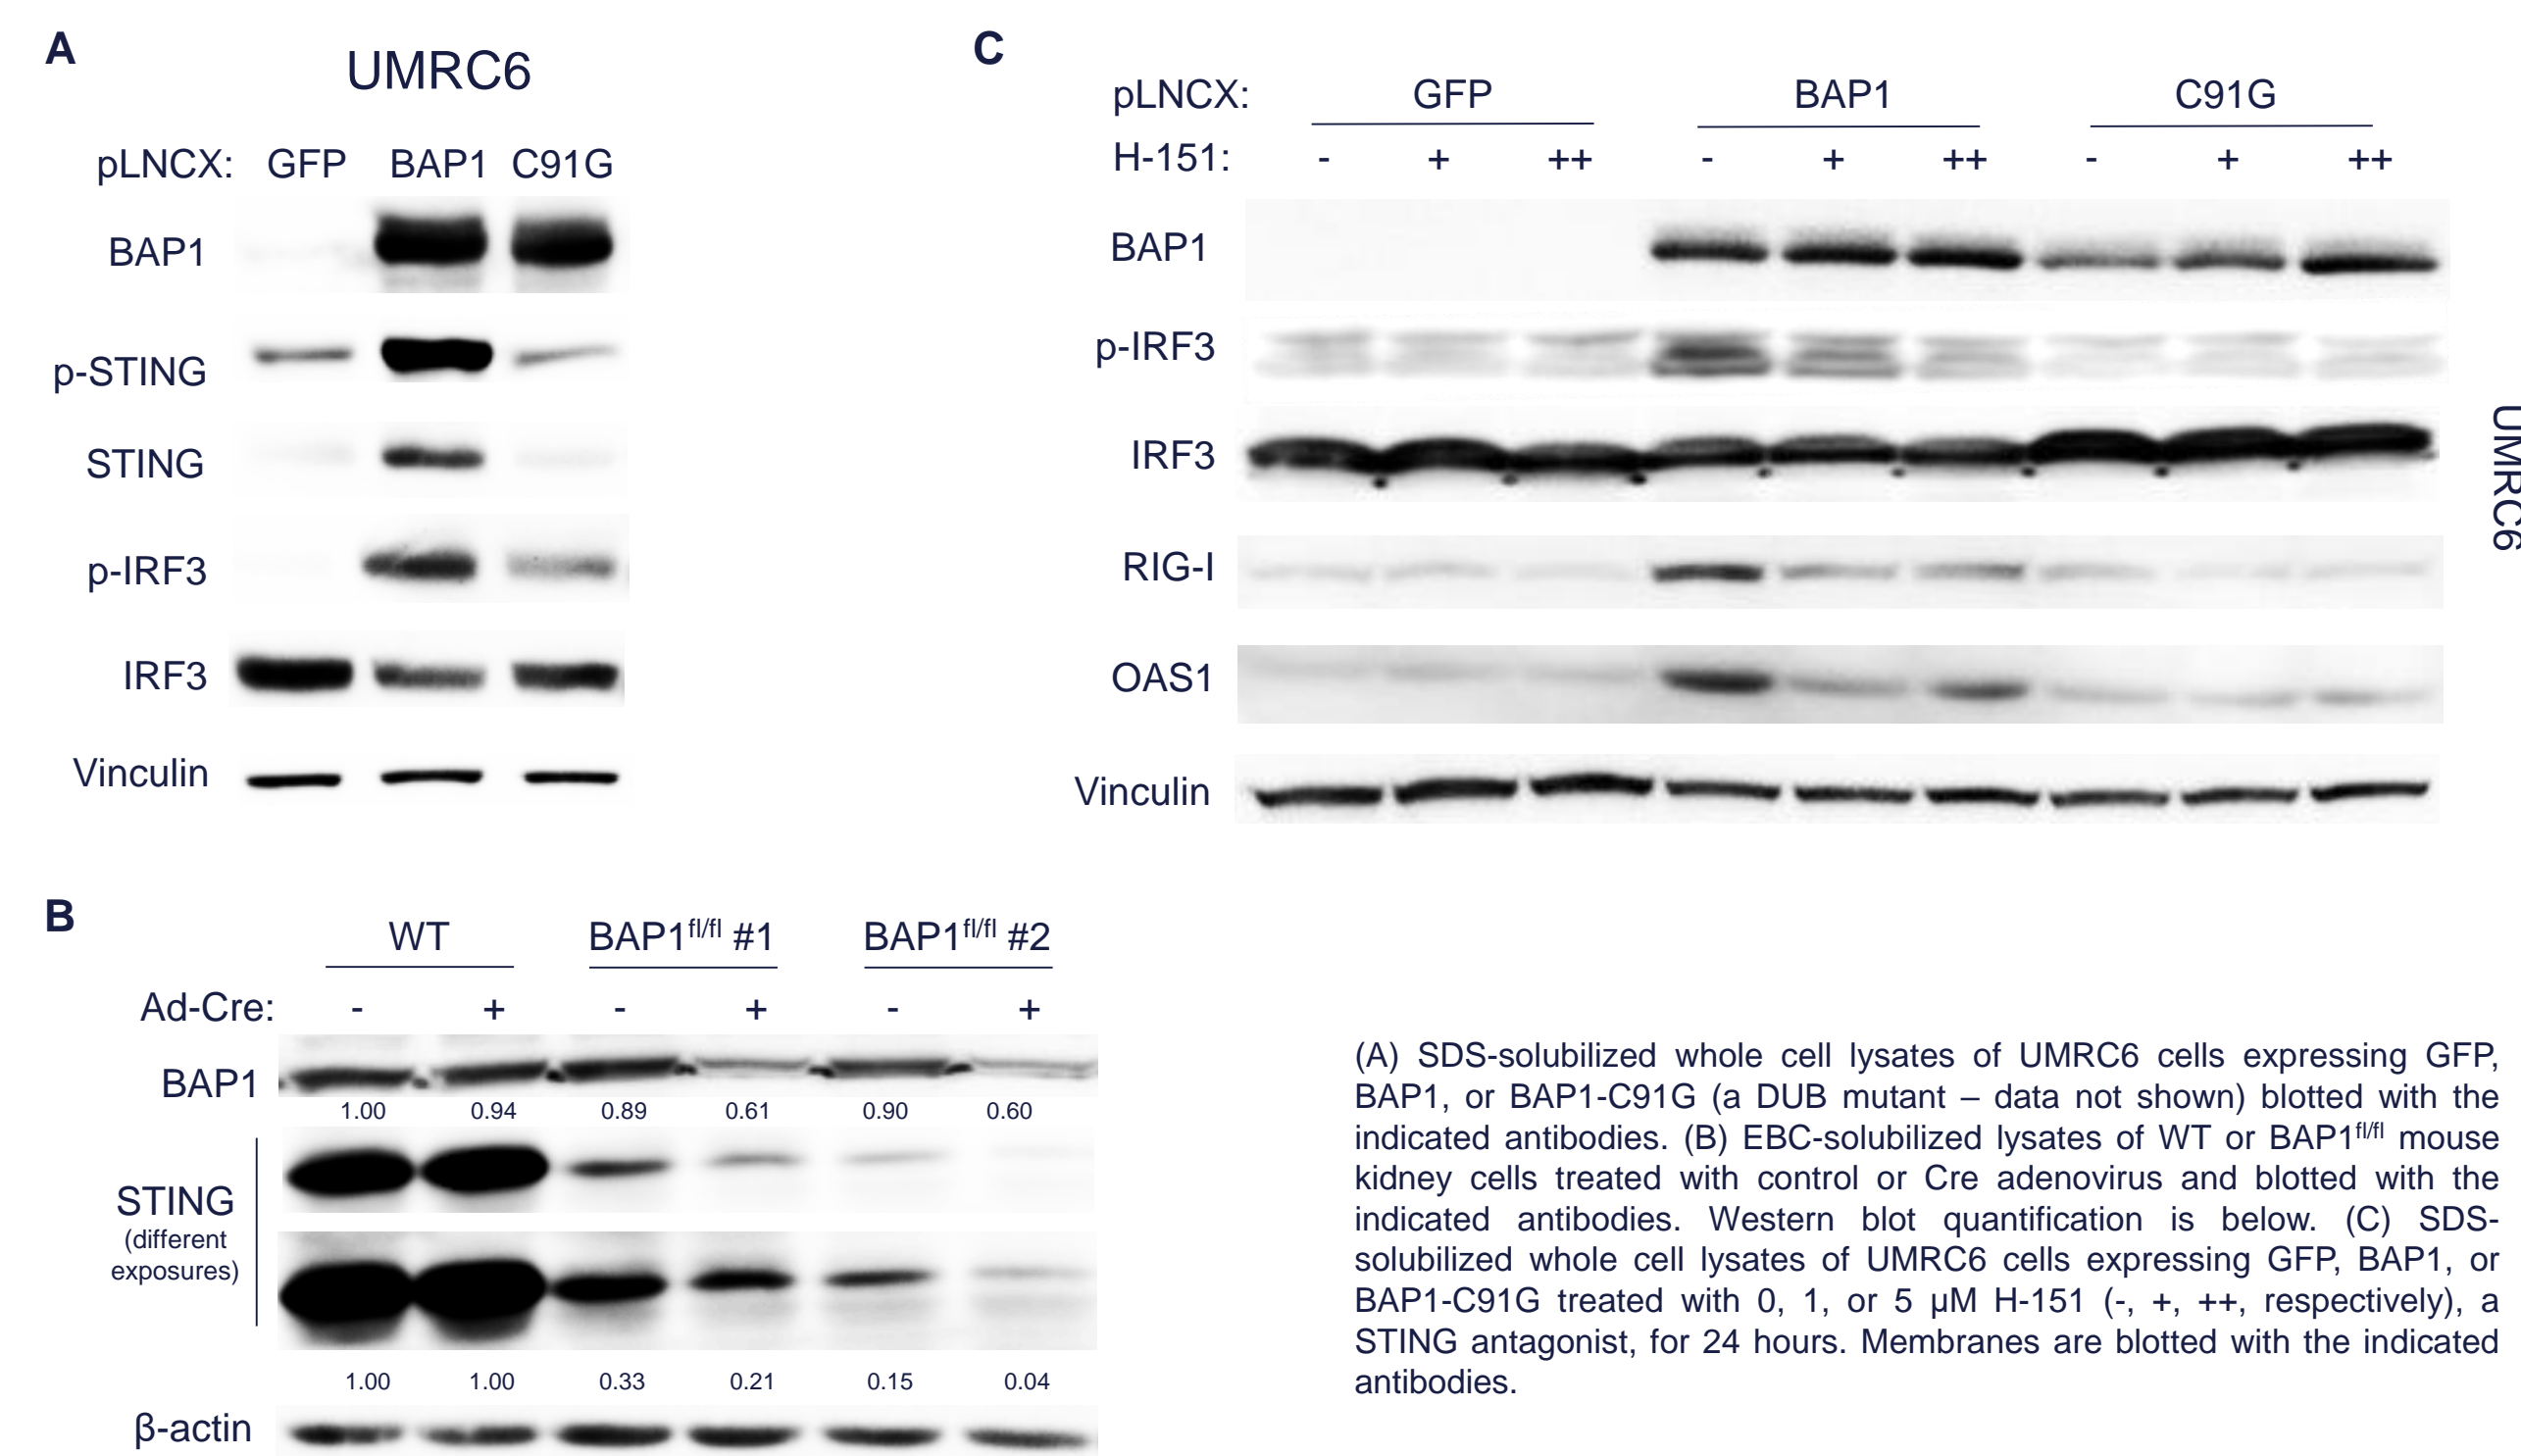 A
UMRC6
pLNCX: GFP BAP1 C91G
BAP1
p-STING
STING
p-IRF3
IRF3
Vinculin
C
pLNCX: GFP BAP1 C91G
H-151: - + ++ - + ++ - + ++
BAP1
p-IRF3
IRF3
RIG-I
OAS1
Vinculin
UMRC6
B
WT BAP1fl/fl #1 BAP1fl/fl #2
Ad-Cre: - + - + - +
BAP1
1.00 0.94 0.89 0.61 0.90 0.60
STING
(different
exposures)
1.00 1.00 0.33 0.21 0.15 0.04
β-actin
(A) SDS-solubilized whole cell lysates of UMRC6 cells expressing GFP,
BAP1, or BAP1-C91G (a DUB mutant – data not shown) blotted with the
indicated antibodies. (B) EBC-solubilized lysates of WT or BAP1fl/fl mouse
kidney cells treated with control or Cre adenovirus and blotted with the
indicated antibodies. Western blot quantification is below. (C) SDS-
solubilized whole cell lysates of UMRC6 cells expressing GFP, BAP1, or
BAP1-C91G treated with 0, 1, or 5 μM H-151 (-, +, ++, respectively), a
STING antagonist, for 24 hours. Membranes are blotted with the indicated
antibodies.